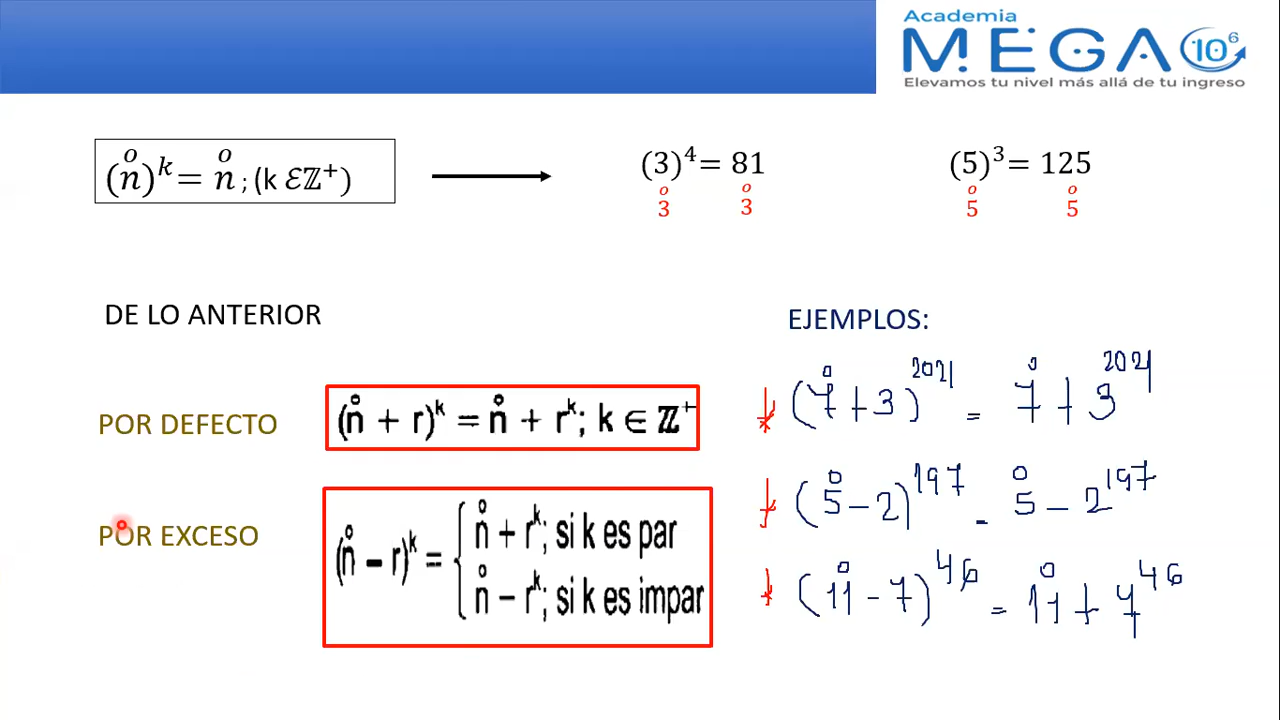 Academia
MEGA 10⁶
Elevamos tu nivel más allá de tu ingreso
(n̊)ᵏ= n̊ ; (k ℰℤ⁺)
(3)⁴= 81
3̊ 3̊
(5)³= 125
5̊ 5̊
DE LO ANTERIOR
EJEMPLOS:
POR DEFECTO
(n̊ + r)ᵏ = n̊ + rᵏ; k ∈ ℤ⁺
(7̊ + 3)²⁰²¹ = 7̊ + 3²⁰²¹
POR EXCESO
(n̊ – r)ᵏ = { n̊ + rᵏ; si k es par
n̊ – rᵏ; si k es impar
(5̊ – 2)¹⁹⁷ = 5̊ – 2¹⁹⁷
(11̊ – 7)⁴⁶ = 11̊ + 7⁴⁶